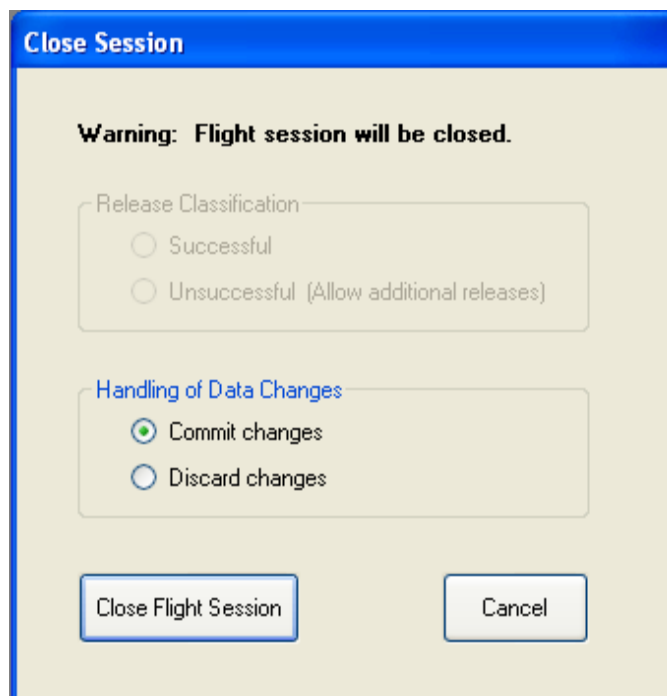 Close Session
Warning:  Flight session will be closed.
Release Classification
Successful
Unsuccessful  (Allow additional releases)
Handling of Data Changes
Commit changes
Discard changes
Close Flight Session
Cancel